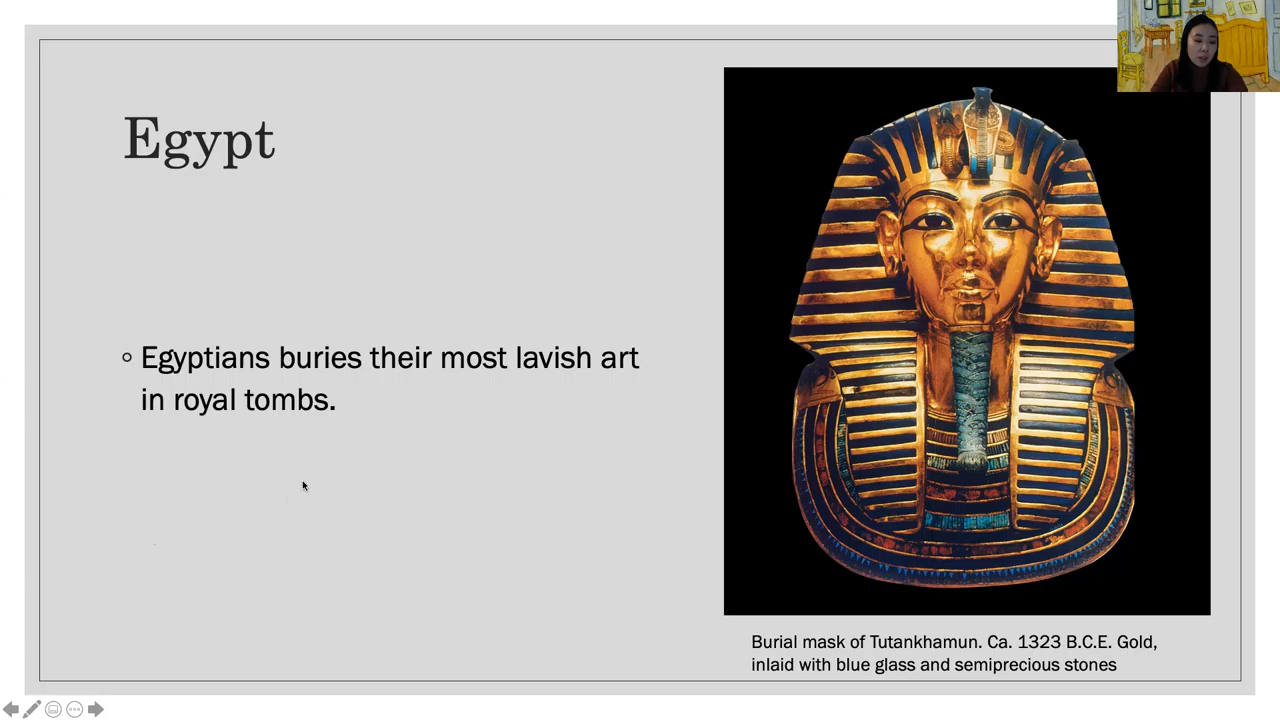 Egypt
◦ Egyptians buries their most lavish art
in royal tombs.
Burial mask of Tutankhamun. Ca. 1323 B.C.E. Gold,
inlaid with blue glass and semiprecious stones